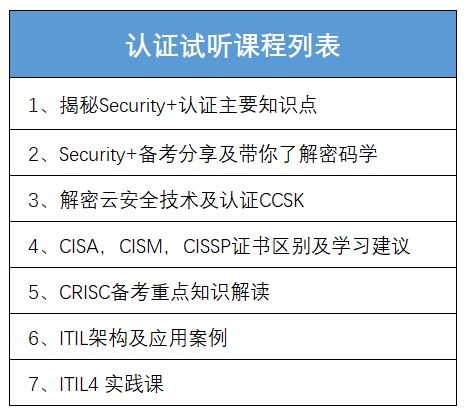 认证试听课程列表
1、揭秘Security+认证主要知识点
2、Security+备考分享及带你了解密码学
3、解密云安全技术及认证CCSK
4、CISA，CISM，CISSP证书区别及学习建议
5、CRISC备考重点知识解读
6、ITIL架构及应用案例
7、ITIL4 实践课